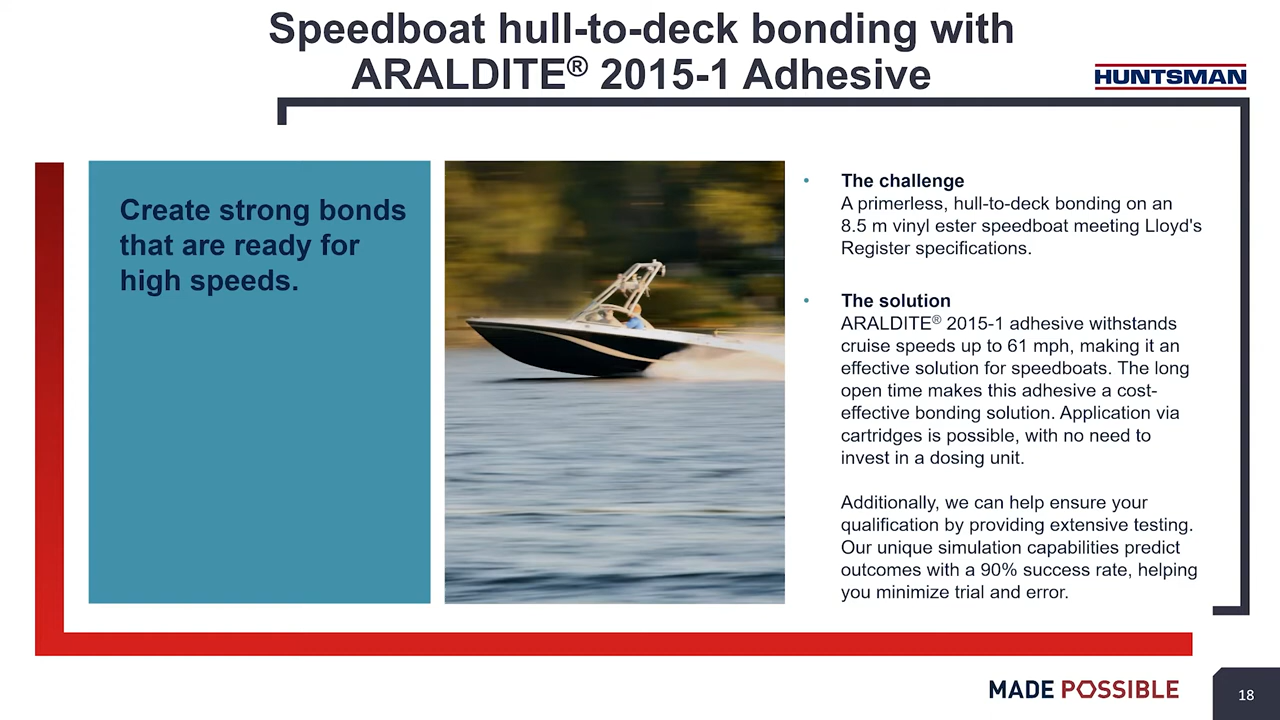 Speedboat hull-to-deck bonding with
ARALDITE® 2015-1 Adhesive
HUNTSMAN
Create strong bonds
that are ready for
high speeds.
• The challenge
A primerless, hull-to-deck bonding on an
8.5 m vinyl ester speedboat meeting Lloyd's
Register specifications.
• The solution
ARALDITE® 2015-1 adhesive withstands
cruise speeds up to 61 mph, making it an
effective solution for speedboats. The long
open time makes this adhesive a cost-
effective bonding solution. Application via
cartridges is possible, with no need to
invest in a dosing unit.
Additionally, we can help ensure your
qualification by providing extensive testing.
Our unique simulation capabilities predict
outcomes with a 90% success rate, helping
you minimize trial and error.
MADE POSSIBLE
18